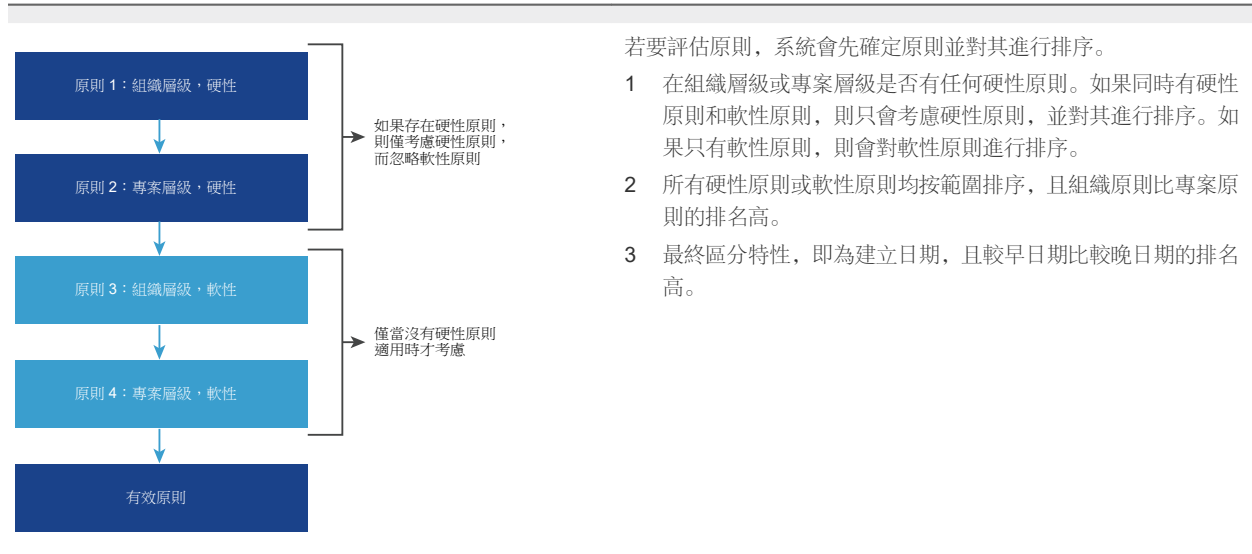 原則 1：組織層級，硬性
原則 2：專案層級，硬性
如果存在硬性原則，
則僅考慮硬性原則，
而忽略軟性原則
原則 3：組織層級，軟性
原則 4：專案層級，軟性
僅當沒有硬性原則
適用時才考慮
有效原則
若要評估原則，系統會先確定原則並對其進行排序。
1 在組織層級或專案層級是否有任何硬性原則。如果同時有硬性
原則和軟性原則，則只會考慮硬性原則，並對其進行排序。如
果只有軟性原則，則會對軟性原則進行排序。
2 所有硬性原則或軟性原則均按範圍排序，且組織原則比專案原
則的排名高。
3 最終區分特性，即為建立日期，且較早日期比較晚日期的排名
高。